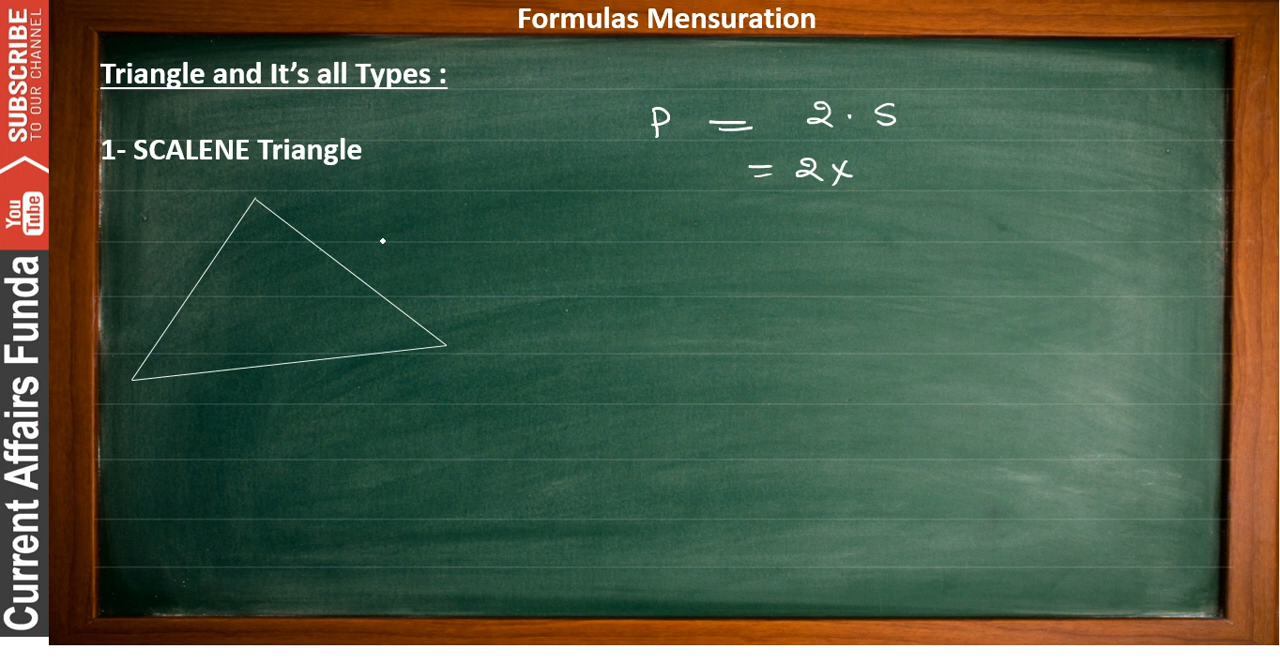 Formulas Mensuration
SUBSCRIBE
TO OUR CHANNEL
You
Tube
Current Affairs Funda
Triangle and It's all Types :
P = 2. S
1- SCALENE Triangle
= 2x